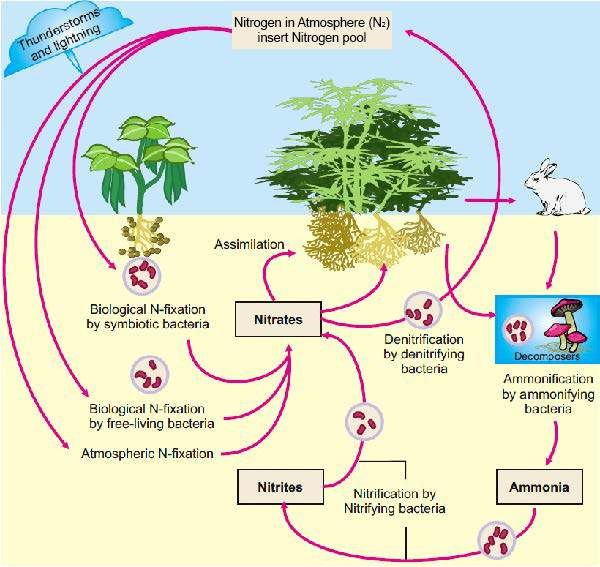 Thunderstorms
and lightning
Nitrogen in Atmosphere (N₂)
insert Nitrogen pool
Assimilation
Biological N-fixation
by symbiotic bacteria
Nitrates
Denitrification
by denitrifying
bacteria
Decomposers
Ammonification
by ammonifying
bacteria
Biological N-fixation
by free-living bacteria
Atmospheric N-fixation
Nitrites
Nitrification by
Nitrifying bacteria
Ammonia